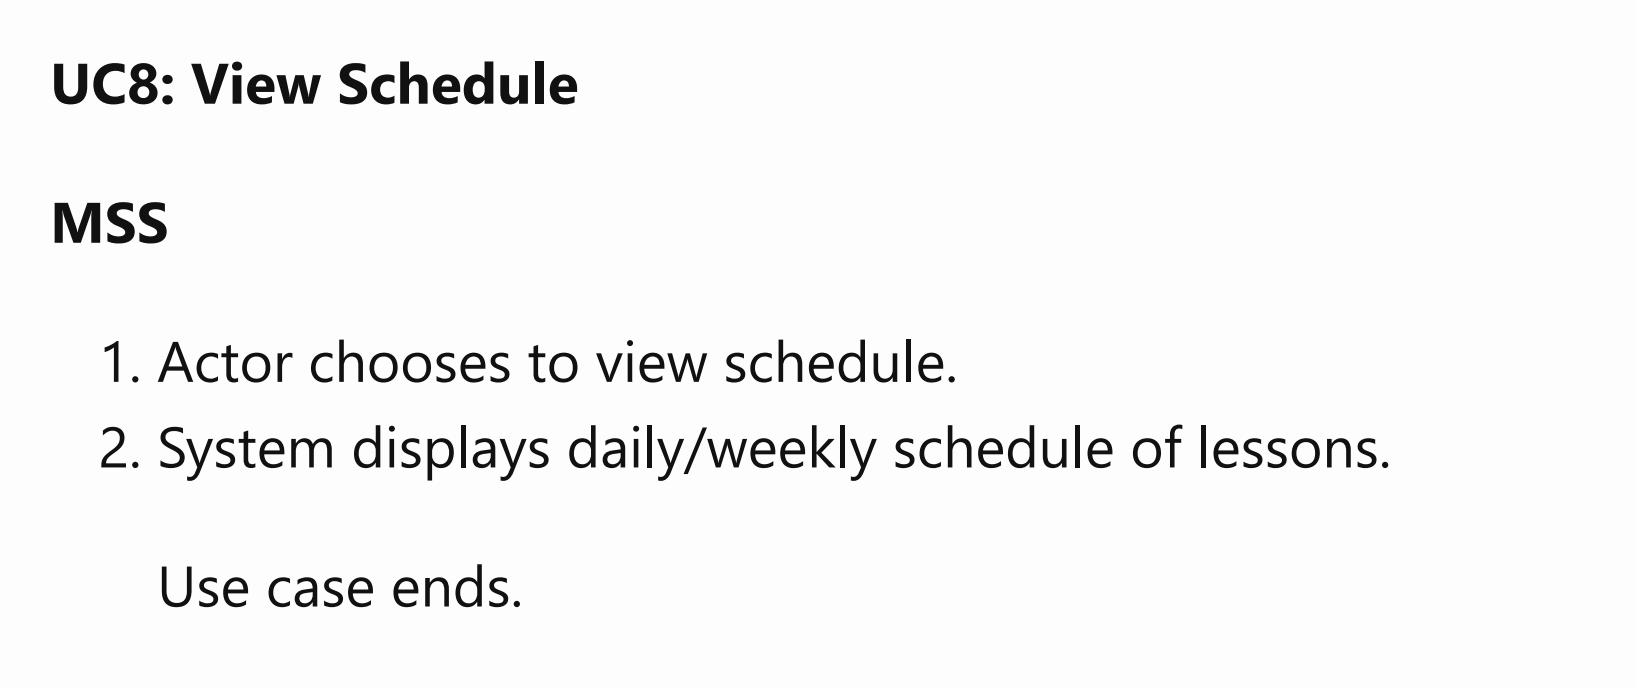 UC8: View Schedule
MSS
1. Actor chooses to view schedule.
2. System displays daily/weekly schedule of lessons.
Use case ends.